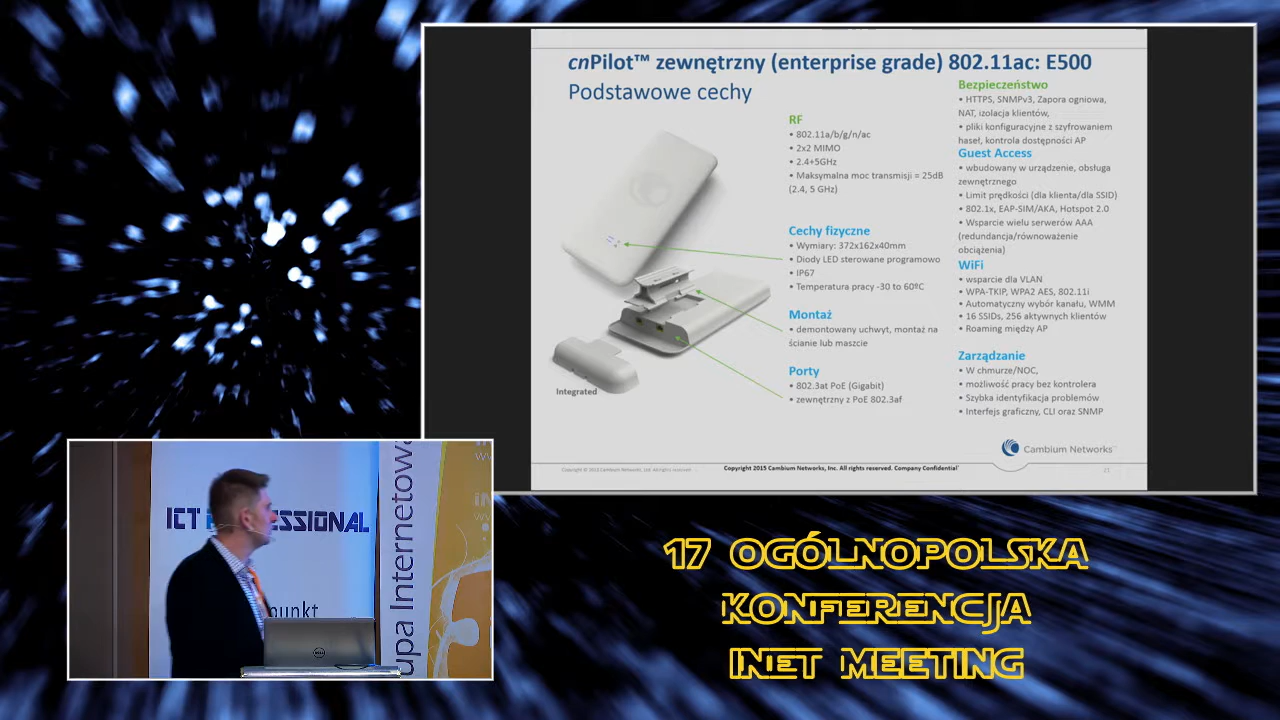 cnPilot™ zewnętrzny (enterprise grade) 802.11ac: E500
Podstawowe cechy
RF
• 802.11a/b/g/n/ac
• 2x2 MIMO
• 2.4+5GHz
• Maksymalna moc transmisji = 25dB
(2.4, 5 GHz)
Cechy fizyczne
• Wymiary: 372x162x40mm
• Diody LED sterowane programowo
• IP67
• Temperatura pracy -30 to 60ºC
Montaż
• demontowany uchwyt, montaż na
ścianie lub maszcie
Porty
• 802.3at PoE (Gigabit)
• zewnętrzny z PoE 802.3af
Integrated
Bezpieczeństwo
• HTTPS, SNMPv3, Zapora ogniowa,
NAT, izolacja klientów,
• pliki konfiguracyjne z szyfrowaniem
haseł, kontrola dostępności AP
Guest Access
• wbudowany w urządzenie, obsługa
zewnętrznego
• Limit prędkości (dla klienta/dla SSID)
• 802.1x, EAP-SIM/AKA, Hotspot 2.0
• Wsparcie wielu serwerów AAA
(redundancja/równoważenie
obciążenia)
WiFi
• wsparcie dla VLAN
• WPA-TKIP, WPA2 AES, 802.11i
• Automatyczny wybór kanału, WMM
• 16 SSIDs, 256 aktywnych klientów
• Roaming między AP
Zarządzanie
• W chmurze/NOC,
• możliwość pracy bez kontrolera
• Szybka identyfikacja problemów
• Interfejs graficzny, CLI oraz SNMP
Cambium Networks™
Copyright 2015 Cambium Networks, Inc. All rights reserved. Company Confidential
ICT
SSIONAL
punkt
upa Internetowa
DELL
17 OGÓLNOPOLSKA
KONFERENCJA
INET MEETING